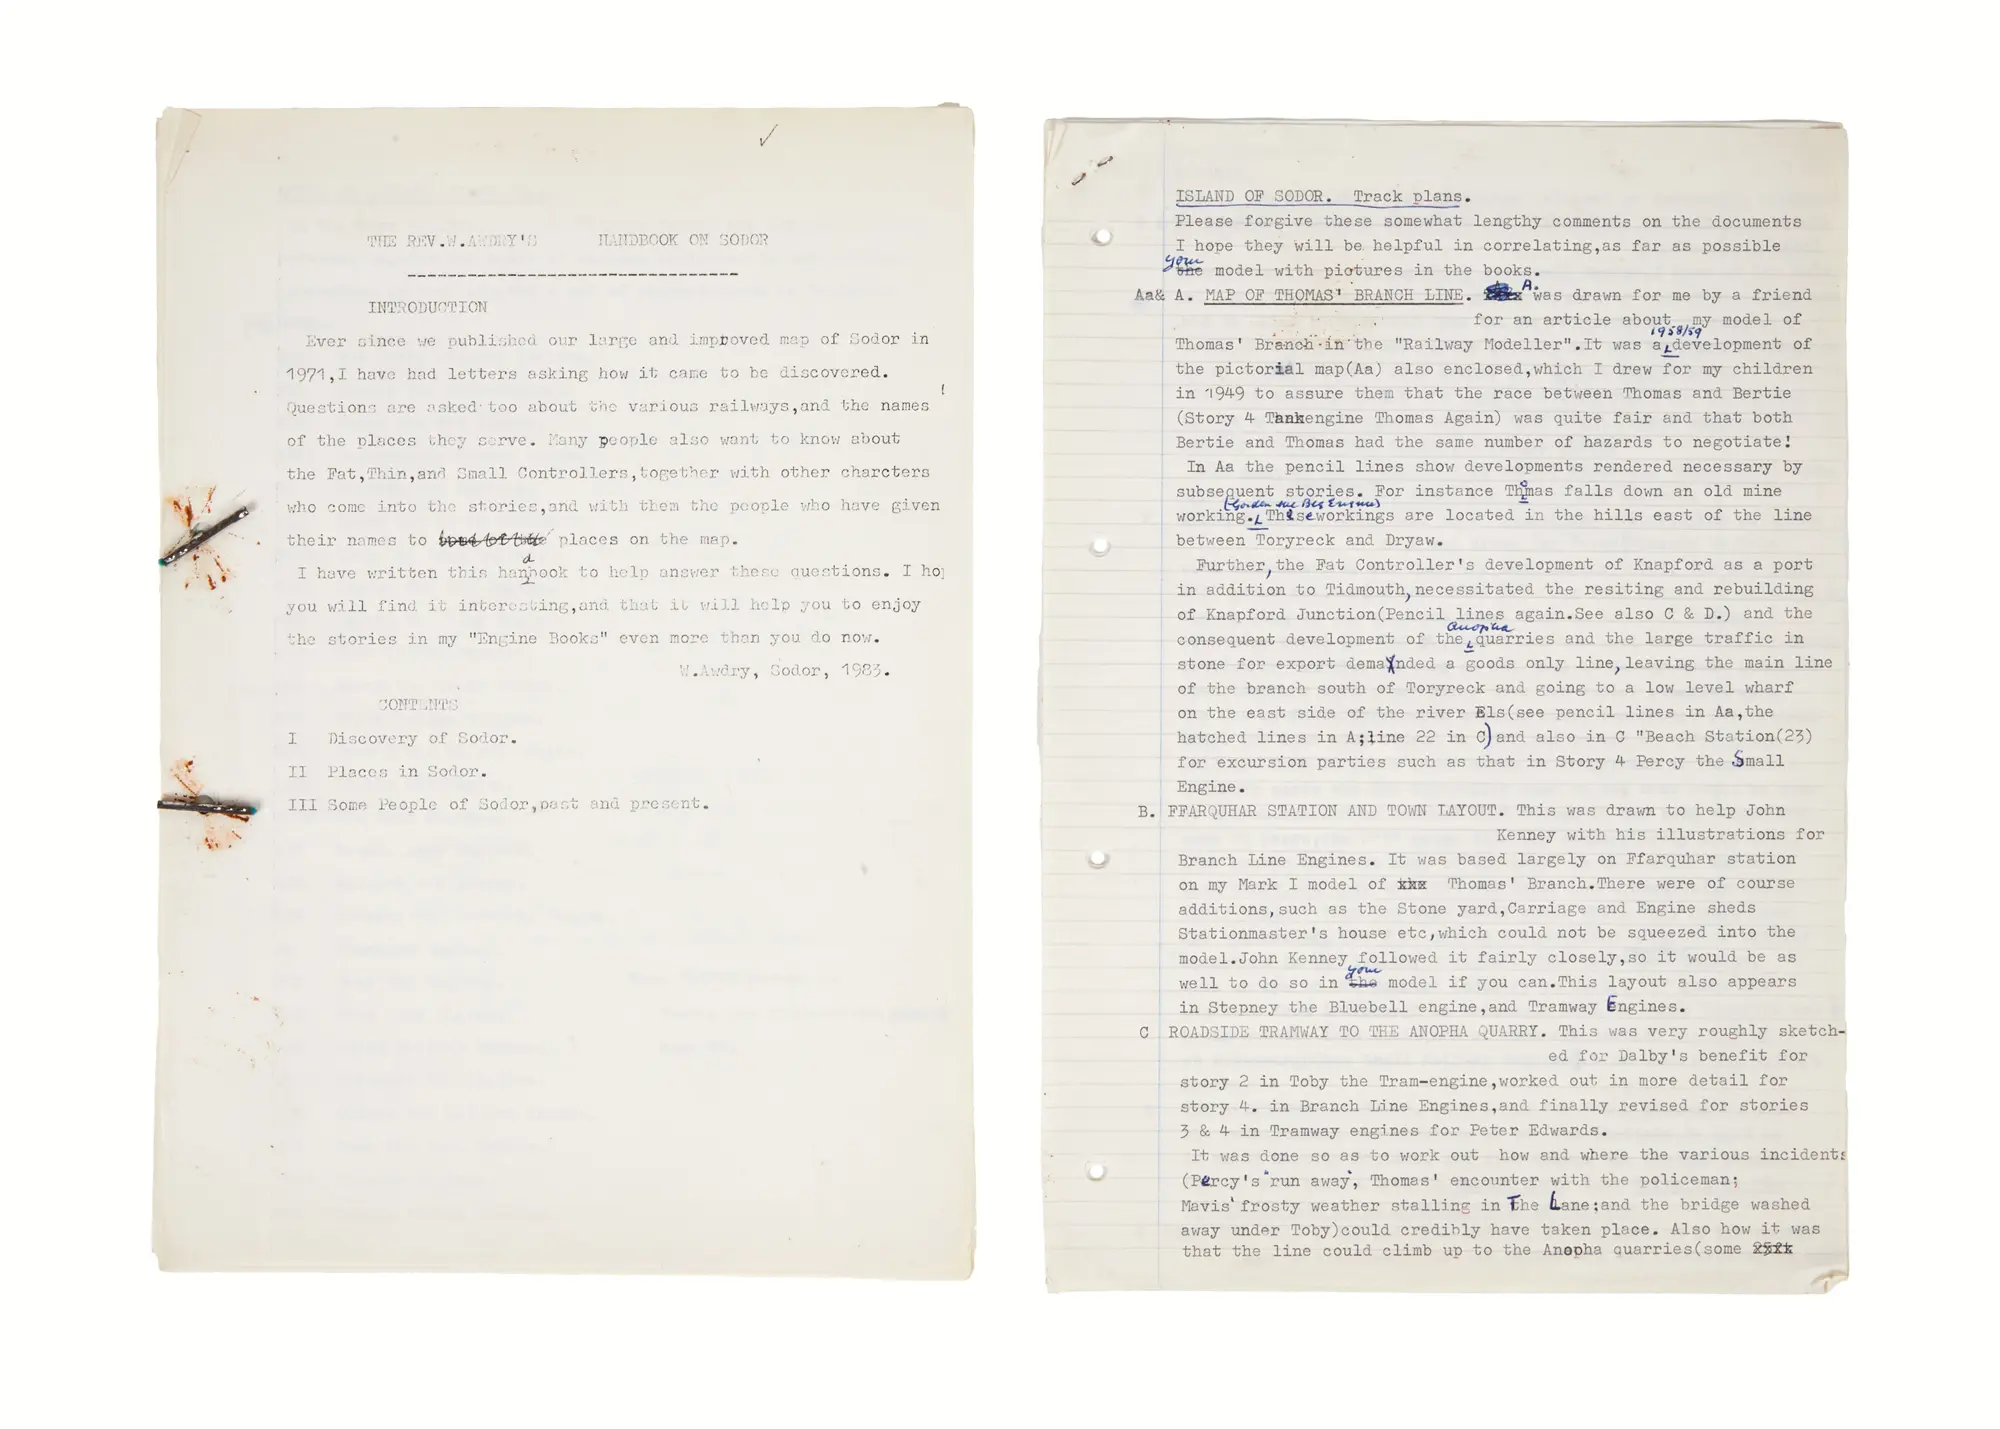 THE REV.W.AWDRY'S HANDBOOK ON SODOR
INTRODUCTION
Ever since we published our large and improved map of Sodor in
1971,I have had letters asking how it came to be discovered.
Questions are asked too about the various railways,and the names
of the places they serve. Many people also want to know about
the Fat,Thin,and Small Controllers,together with other charcters
who come into the stories,and with them the people who have given
their names to places on the map.
I have written this handbook to help answer these questions. I ho
you will find it interesting,and that it will help you to enjoy
the stories in my "Engine Books" even more than you do now.
W.Awdry, Sodor, 1983.
CONTENTS
I Discovery of Sodor.
II Places in Sodor.
III Some People of Sodor,past and present.
ISLAND OF SODOR. Track plans.
Please forgive these somewhat lengthy comments on the documents
I hope they will be helpful in correlating,as far as possible
your
the model with pictures in the books.
Aa& A. MAP OF THOMAS' BRANCH LINE. A. was drawn for me by a friend
for an article about my model of
1958/59
Thomas' Branch in the "Railway Modeller".It was a development of
the pictorial map(Aa) also enclosed,which I drew for my children
in 1949 to assure them that the race between Thomas and Bertie
(Story 4 Tankengine Thomas Again) was quite fair and that both
Bertie and Thomas had the same number of hazards to negotiate!
In Aa the pencil lines show developments rendered necessary by
subsequent stories. For instance Thomas falls down an old mine
(Gordon the Big Engine)
working. These workings are located in the hills east of the line
between Toryreck and Dryaw.
Further,the Fat Controller's development of Knapford as a port
in addition to Tidmouth,necessitated the resiting and rebuilding
of Knapford Junction(Pencil lines again.See also C & D.) and the
Anopha
consequent development of the quarries and the large traffic in
stone for export demanded a goods only line,leaving the main line
of the branch south of Toryreck and going to a low level wharf
on the east side of the river Els(see pencil lines in Aa,the
hatched lines in A;line 22 in C)and also in C "Beach Station(23)
for excursion parties such as that in Story 4 Percy the Small
Engine.
B. FFARQUHAR STATION AND TOWN LAYOUT. This was drawn to help John
Kenney with his illustrations for
Branch Line Engines. It was based largely on Ffarquhar station
on my Mark I model of xxx Thomas' Branch.There were of course
additions,such as the Stone yard,Carriage and Engine sheds
Stationmaster's house etc,which could not be squeezed into the
model.John Kenney followed it fairly closely,so it would be as
your
well to do so in the model if you can.This layout also appears
in Stepney the Bluebell engine,and Tramway Engines.
C ROADSIDE TRAMWAY TO THE ANOPHA QUARRY. This was very roughly sketch-
ed for Dalby's benefit for
story 2 in Toby the Tram-engine,worked out in more detail for
story 4. in Branch Line Engines,and finally revised for stories
3 & 4 in Tramway engines for Peter Edwards.
It was done so as to work out how and where the various incidents
(Percy's "run away", Thomas' encounter with the policeman;
Mavis' frosty weather stalling in The Lane;and the bridge washed
away under Toby)could credibly have taken place. Also how it was
that the line could climb up to the Anopha quarries(some